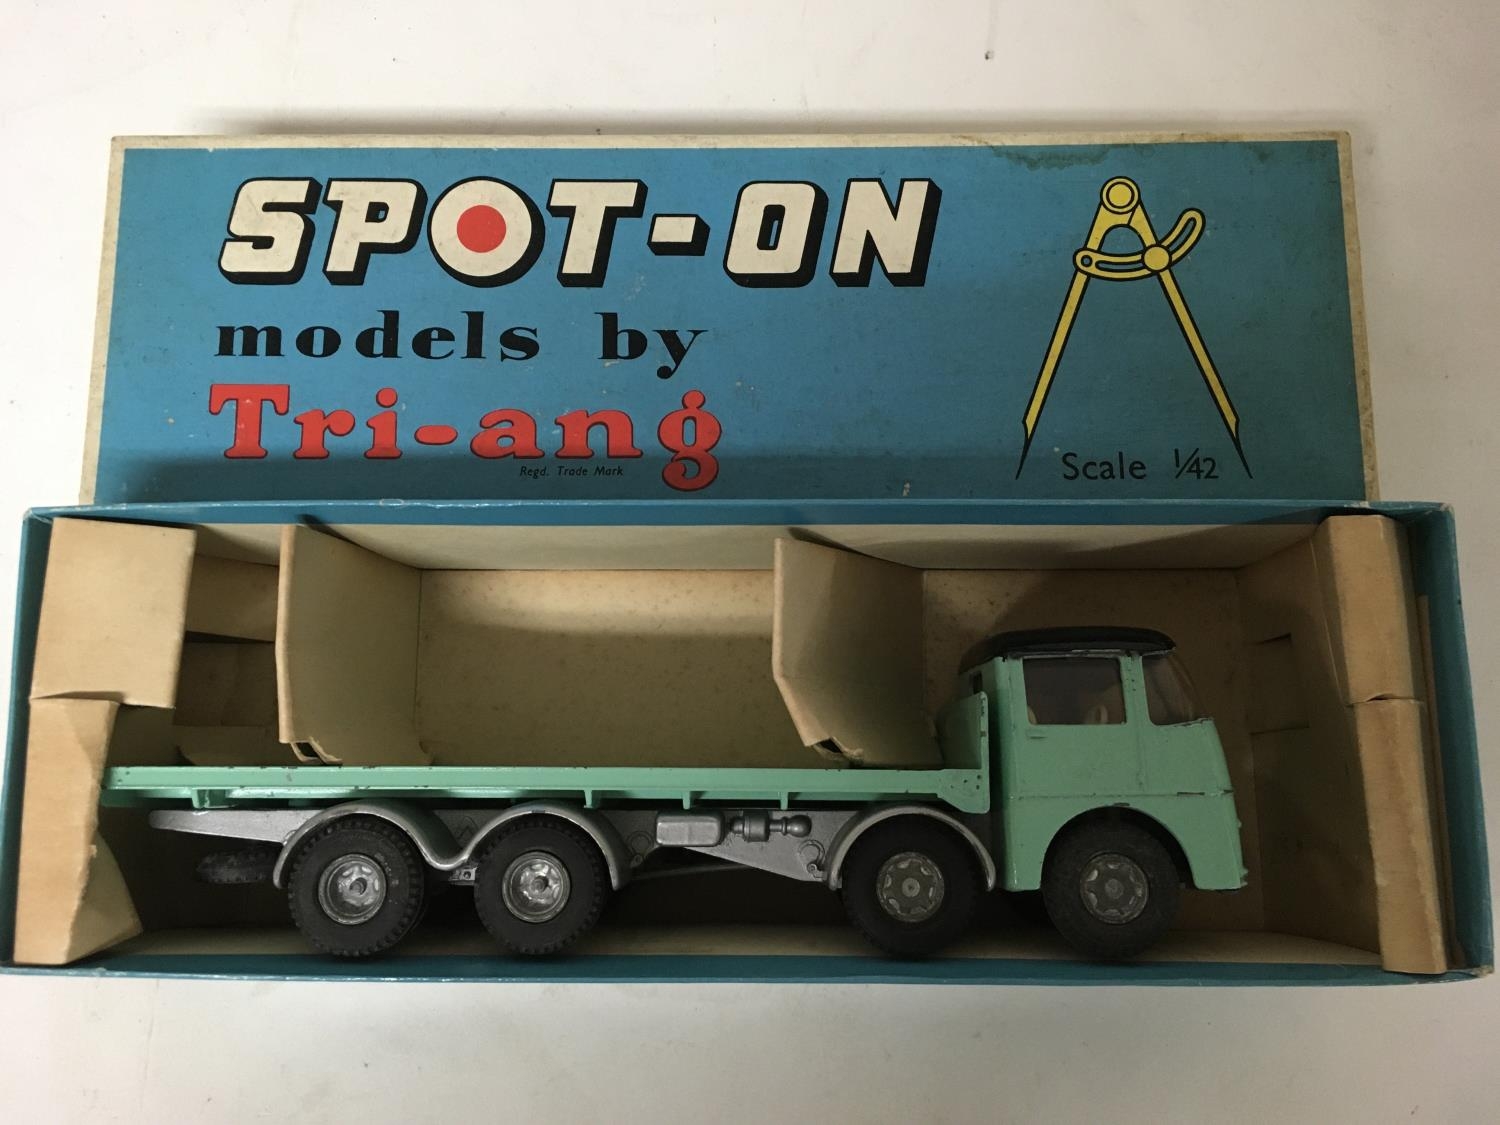 SPOT-ON
models by
Tri-ang
Regd. Trade Mark
Scale 1/42